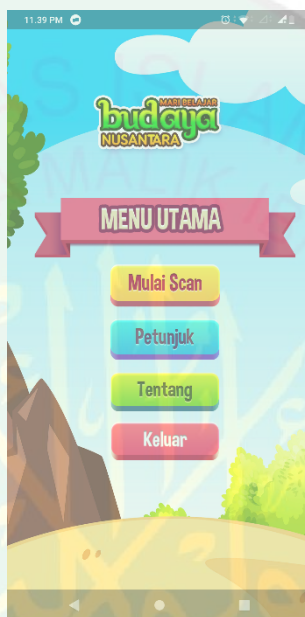 11.39 PM
MARI BELAJAR
budaya
NUSANTARA
MENU UTAMA
Mulai Scan
Petunjuk
Tentang
Keluar